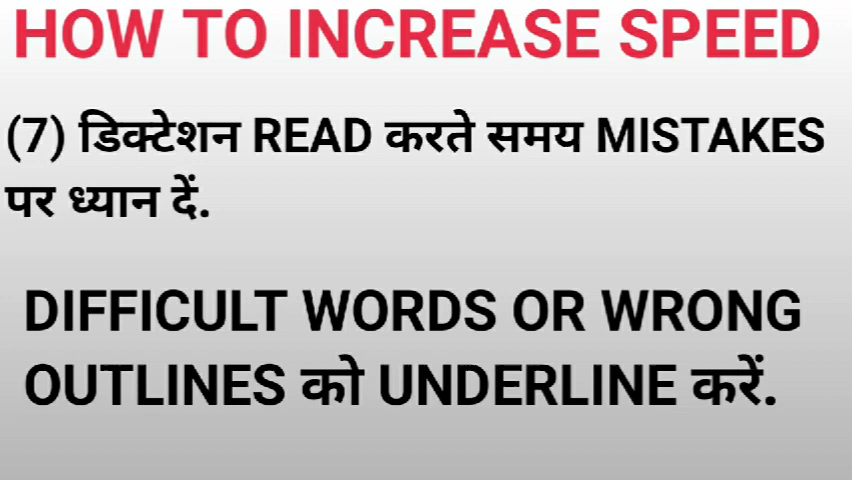 HOW TO INCREASE SPEED
(7) डिक्टेशन READ करते समय MISTAKES
पर ध्यान दें.
DIFFICULT WORDS OR WRONG
OUTLINES को UNDERLINE करें.